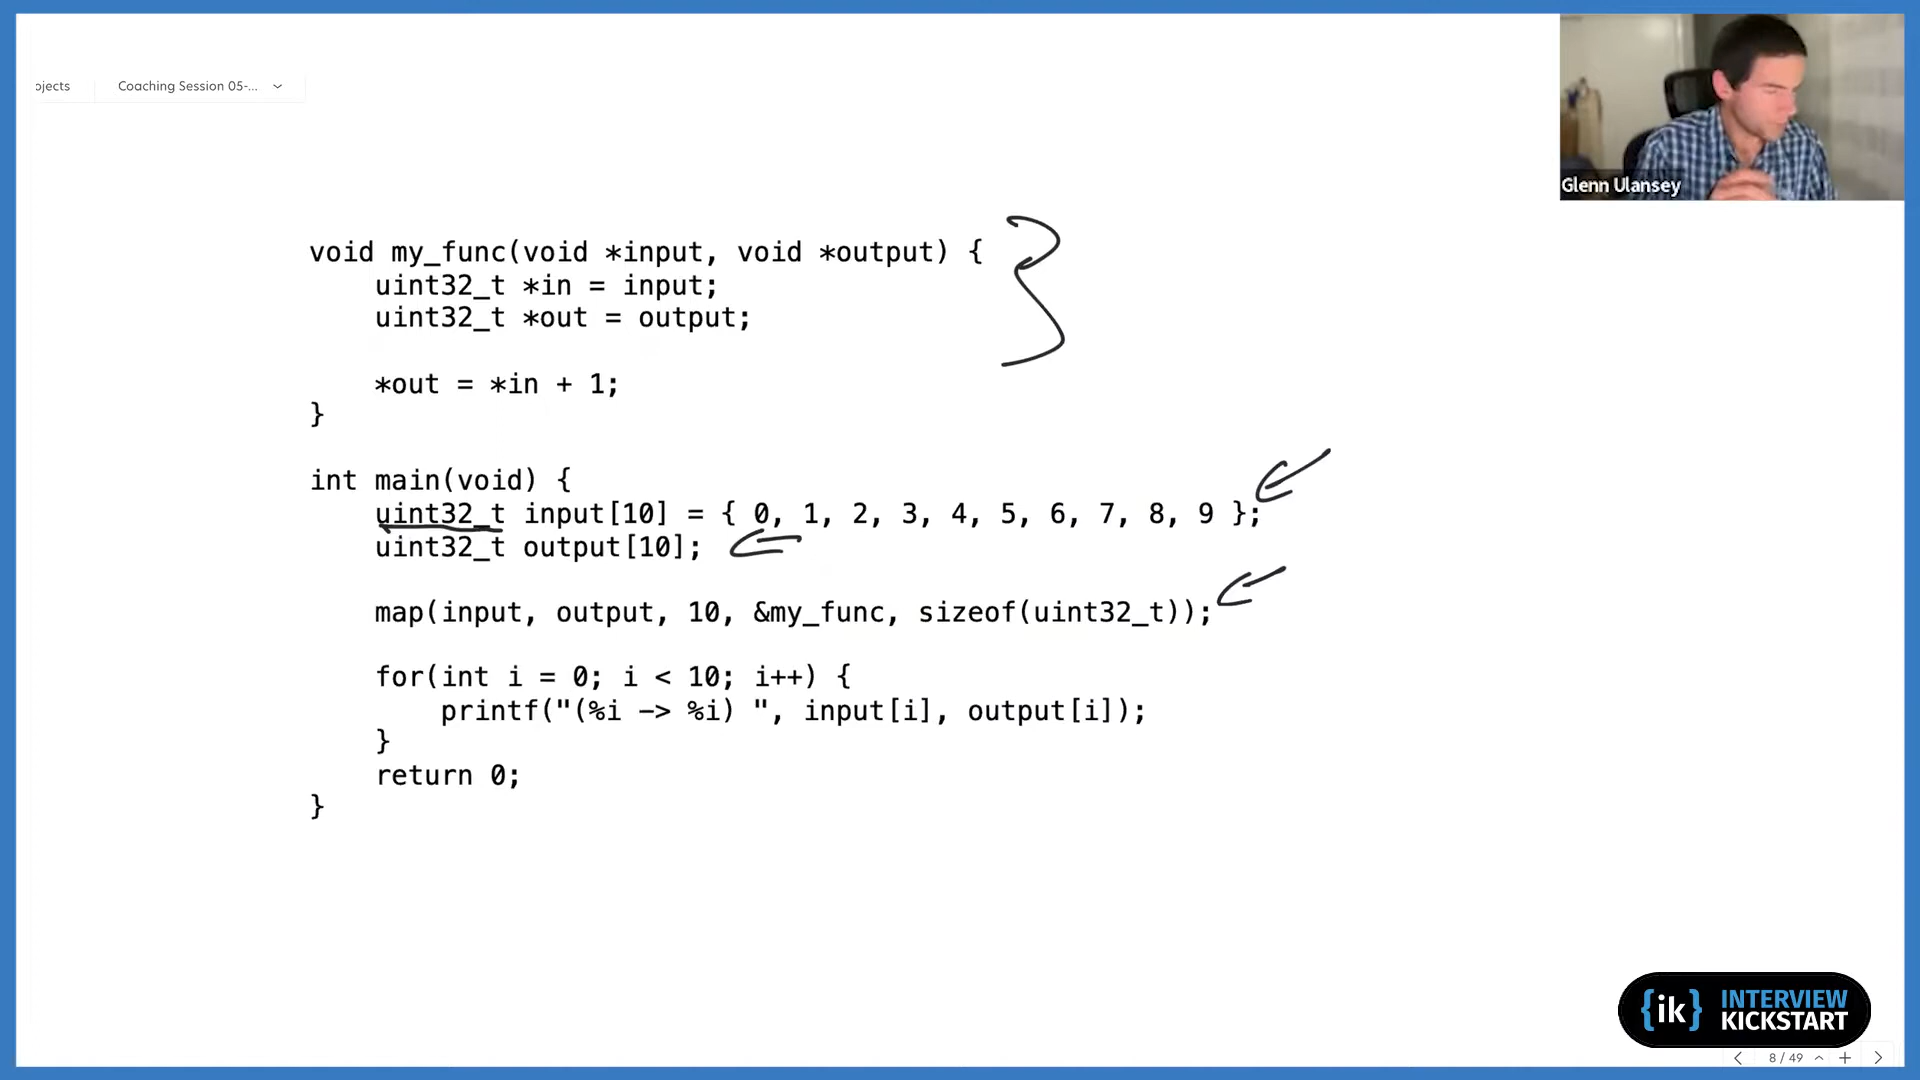 ojects
Coaching Session 05-...
Glenn Ulansey
void my_func(void *input, void *output) {
    uint32_t *in = input;
    uint32_t *out = output;
    *out = *in + 1;
}
int main(void) {
    uint32_t input[10] = { 0, 1, 2, 3, 4, 5, 6, 7, 8, 9 };
    uint32_t output[10];
    map(input, output, 10, &my_func, sizeof(uint32_t));
    for(int i = 0; i < 10; i++) {
        printf("(%i -> %i) ", input[i], output[i]);
    }
    return 0;
}
{ik} INTERVIEW
KICKSTART
8 / 49